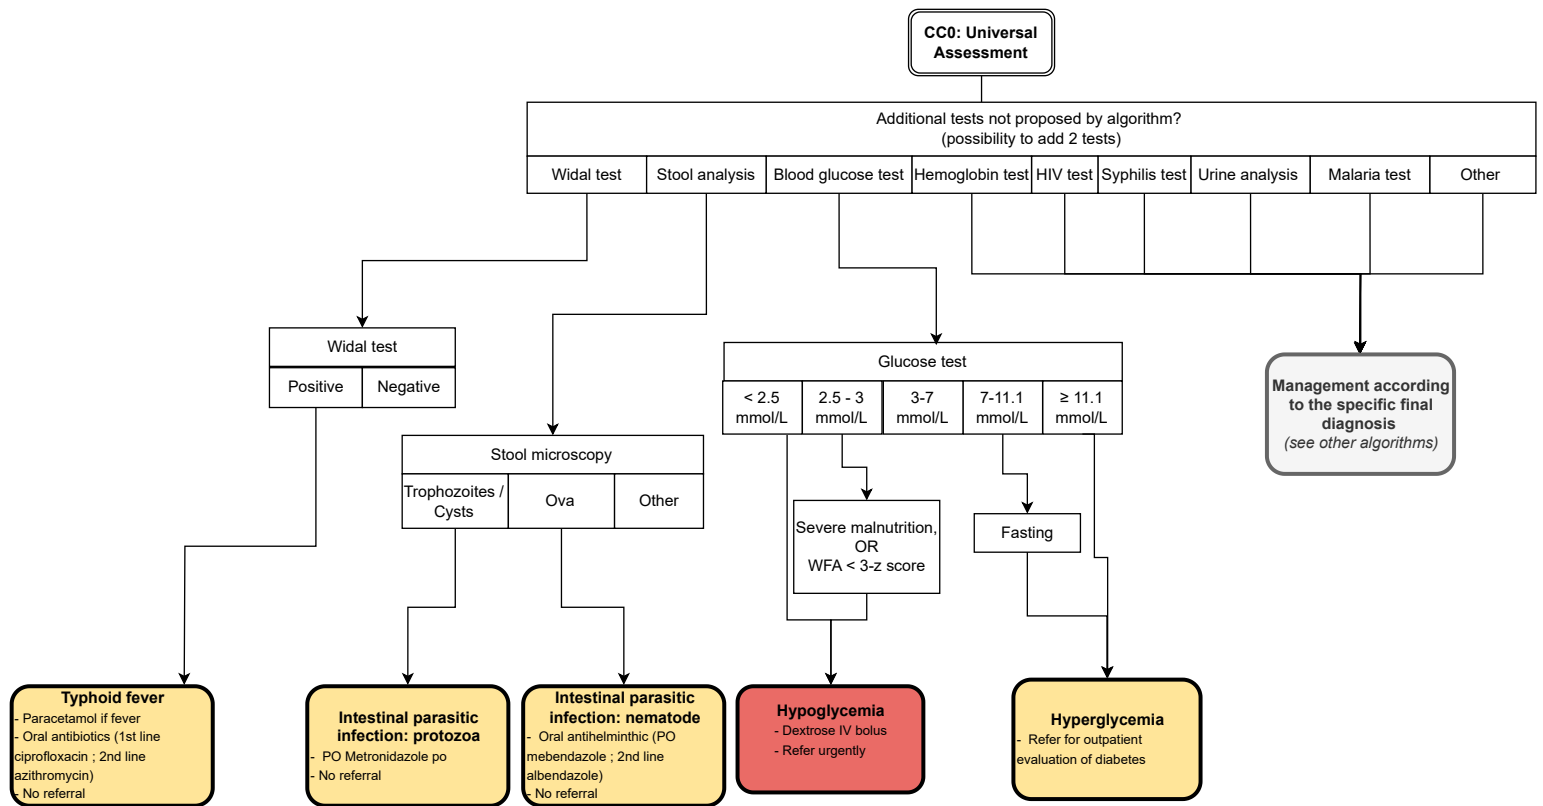 CC0: Universal
Assessment
Additional tests not proposed by algorithm?
(possibility to add 2 tests)
Widal test
Stool analysis
Blood glucose test
Hemoglobin test
HIV test
Syphilis test
Urine analysis
Malaria test
Other
Widal test
Positive
Negative
Glucose test
< 2.5
mmol/L
2.5 - 3
mmol/L
3-7
mmol/L
7-11.1
mmol/L
≥ 11.1
mmol/L
Management according
to the specific final
diagnosis
(see other algorithms)
Stool microscopy
Trophozoites /
Cysts
Ova
Other
Severe malnutrition,
OR
WFA < 3-z score
Fasting
Typhoid fever
- Paracetamol if fever
- Oral antibiotics (1st line
ciprofloxacin ; 2nd line
azithromycin)
- No referral
Intestinal parasitic
infection: protozoa
- PO Metronidazole po
- No referral
Intestinal parasitic
infection: nematode
- Oral antihelminthic (PO
mebendazole ; 2nd line
albendazole)
- No referral
Hypoglycemia
- Dextrose IV bolus
- Refer urgently
Hyperglycemia
- Refer for outpatient
evaluation of diabetes